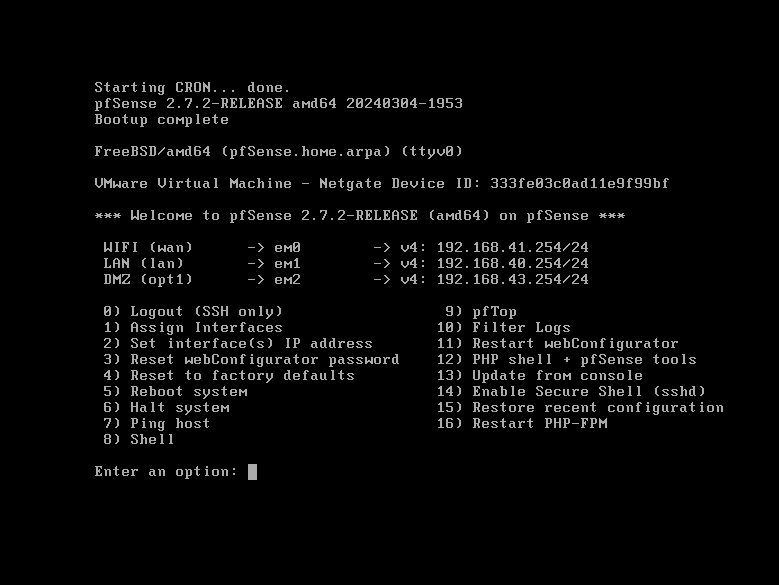 Starting CRON... done.
pfSense 2.7.2-RELEASE amd64 20240304-1953
Bootup complete

FreeBSD/amd64 (pfSense.home.arpa) (ttyv0)

VMware Virtual Machine - Netgate Device ID: 333fe03c0ad11e9f99bf

*** Welcome to pfSense 2.7.2-RELEASE (amd64) on pfSense ***

 WIFI (wan)      -> em0        -> v4: 192.168.41.254/24
 LAN (lan)       -> em1        -> v4: 192.168.40.254/24
 DMZ (opt1)      -> em2        -> v4: 192.168.43.254/24

 0) Logout (SSH only)                  9) pfTop
 1) Assign Interfaces                 10) Filter Logs
 2) Set interface(s) IP address       11) Restart webConfigurator
 3) Reset webConfigurator password    12) PHP shell + pfSense tools
 4) Reset to factory defaults         13) Update from console
 5) Reboot system                     14) Enable Secure Shell (sshd)
 6) Halt system                       15) Restore recent configuration
 7) Ping host                         16) Restart PHP-FPM
 8) Shell

Enter an option: